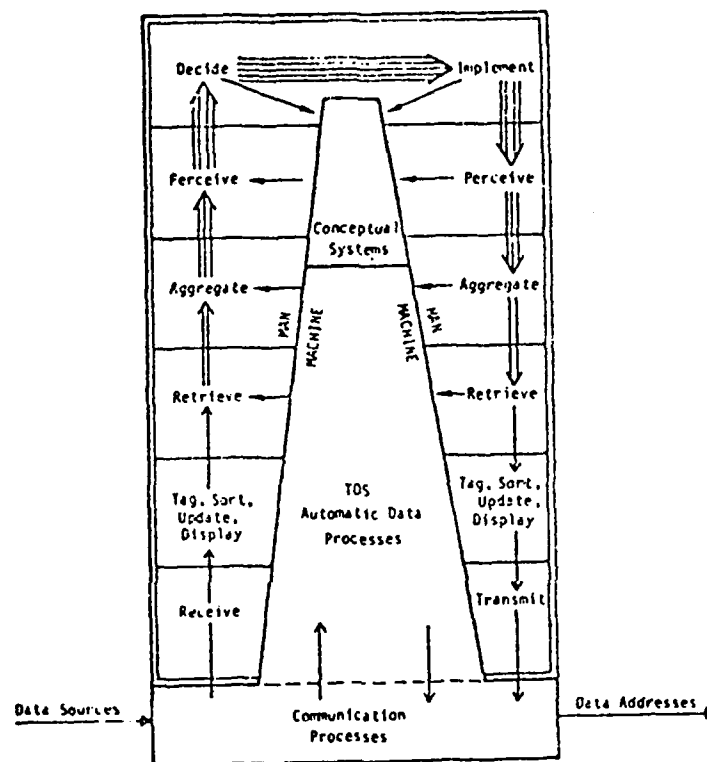 Decide
Implement
Perceive
Perceive
Conceptual
Systems
Aggregate
Aggregate
MAN
MACHINE
MACHINE
MAN
Retrieve
Retrieve
Tag, Sort,
Update,
Display
TOS
Automatic Data
Processes
Tag, Sort,
Update,
Display
Receive
Transmit
Data Sources
Communication
Processes
Data Addresses